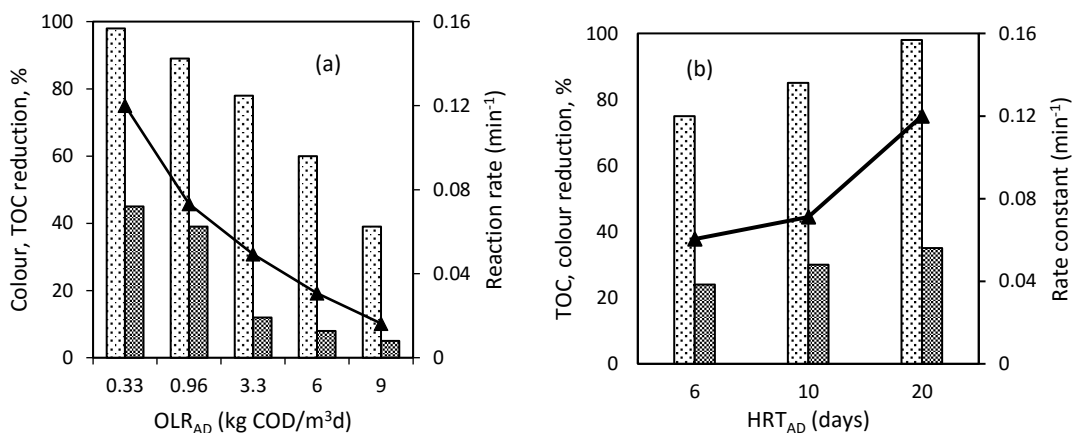 (a)
Colour, TOC reduction, %
100
80
60
40
20
0
0.16
0.12
0.08
0.04
0
Reaction rate (min⁻¹)
0.33 0.96 3.3 6 9
OLR_AD (kg COD/m³d)
(b)
TOC, colour reduction, %
100
80
60
40
20
0
0.16
0.12
0.08
0.04
0
Rate constant (min⁻¹)
6 10 20
HRT_AD (days)